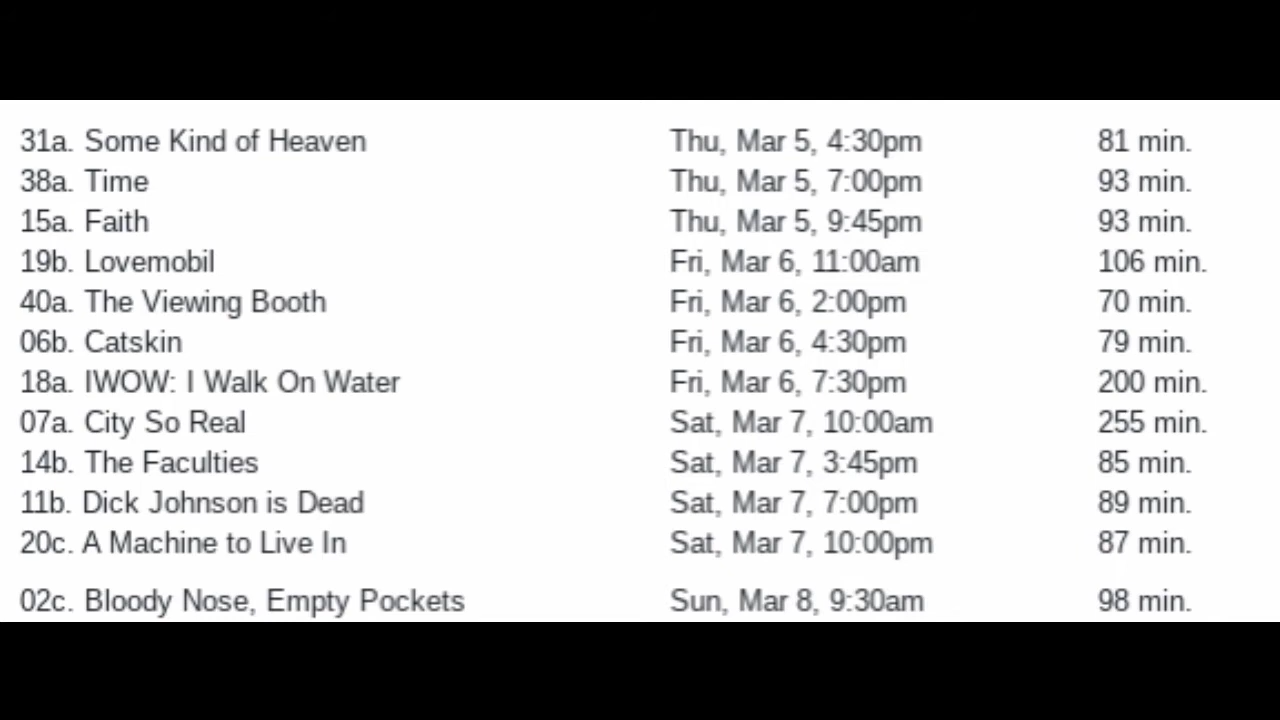 31a. Some Kind of Heaven Thu, Mar 5, 4:30pm 81 min.
38a. Time Thu, Mar 5, 7:00pm 93 min.
15a. Faith Thu, Mar 5, 9:45pm 93 min.
19b. Lovemobil Fri, Mar 6, 11:00am 106 min.
40a. The Viewing Booth Fri, Mar 6, 2:00pm 70 min.
06b. Catskin Fri, Mar 6, 4:30pm 79 min.
18a. IWOW: I Walk On Water Fri, Mar 6, 7:30pm 200 min.
07a. City So Real Sat, Mar 7, 10:00am 255 min.
14b. The Faculties Sat, Mar 7, 3:45pm 85 min.
11b. Dick Johnson is Dead Sat, Mar 7, 7:00pm 89 min.
20c. A Machine to Live In Sat, Mar 7, 10:00pm 87 min.
02c. Bloody Nose, Empty Pockets Sun, Mar 8, 9:30am 98 min.